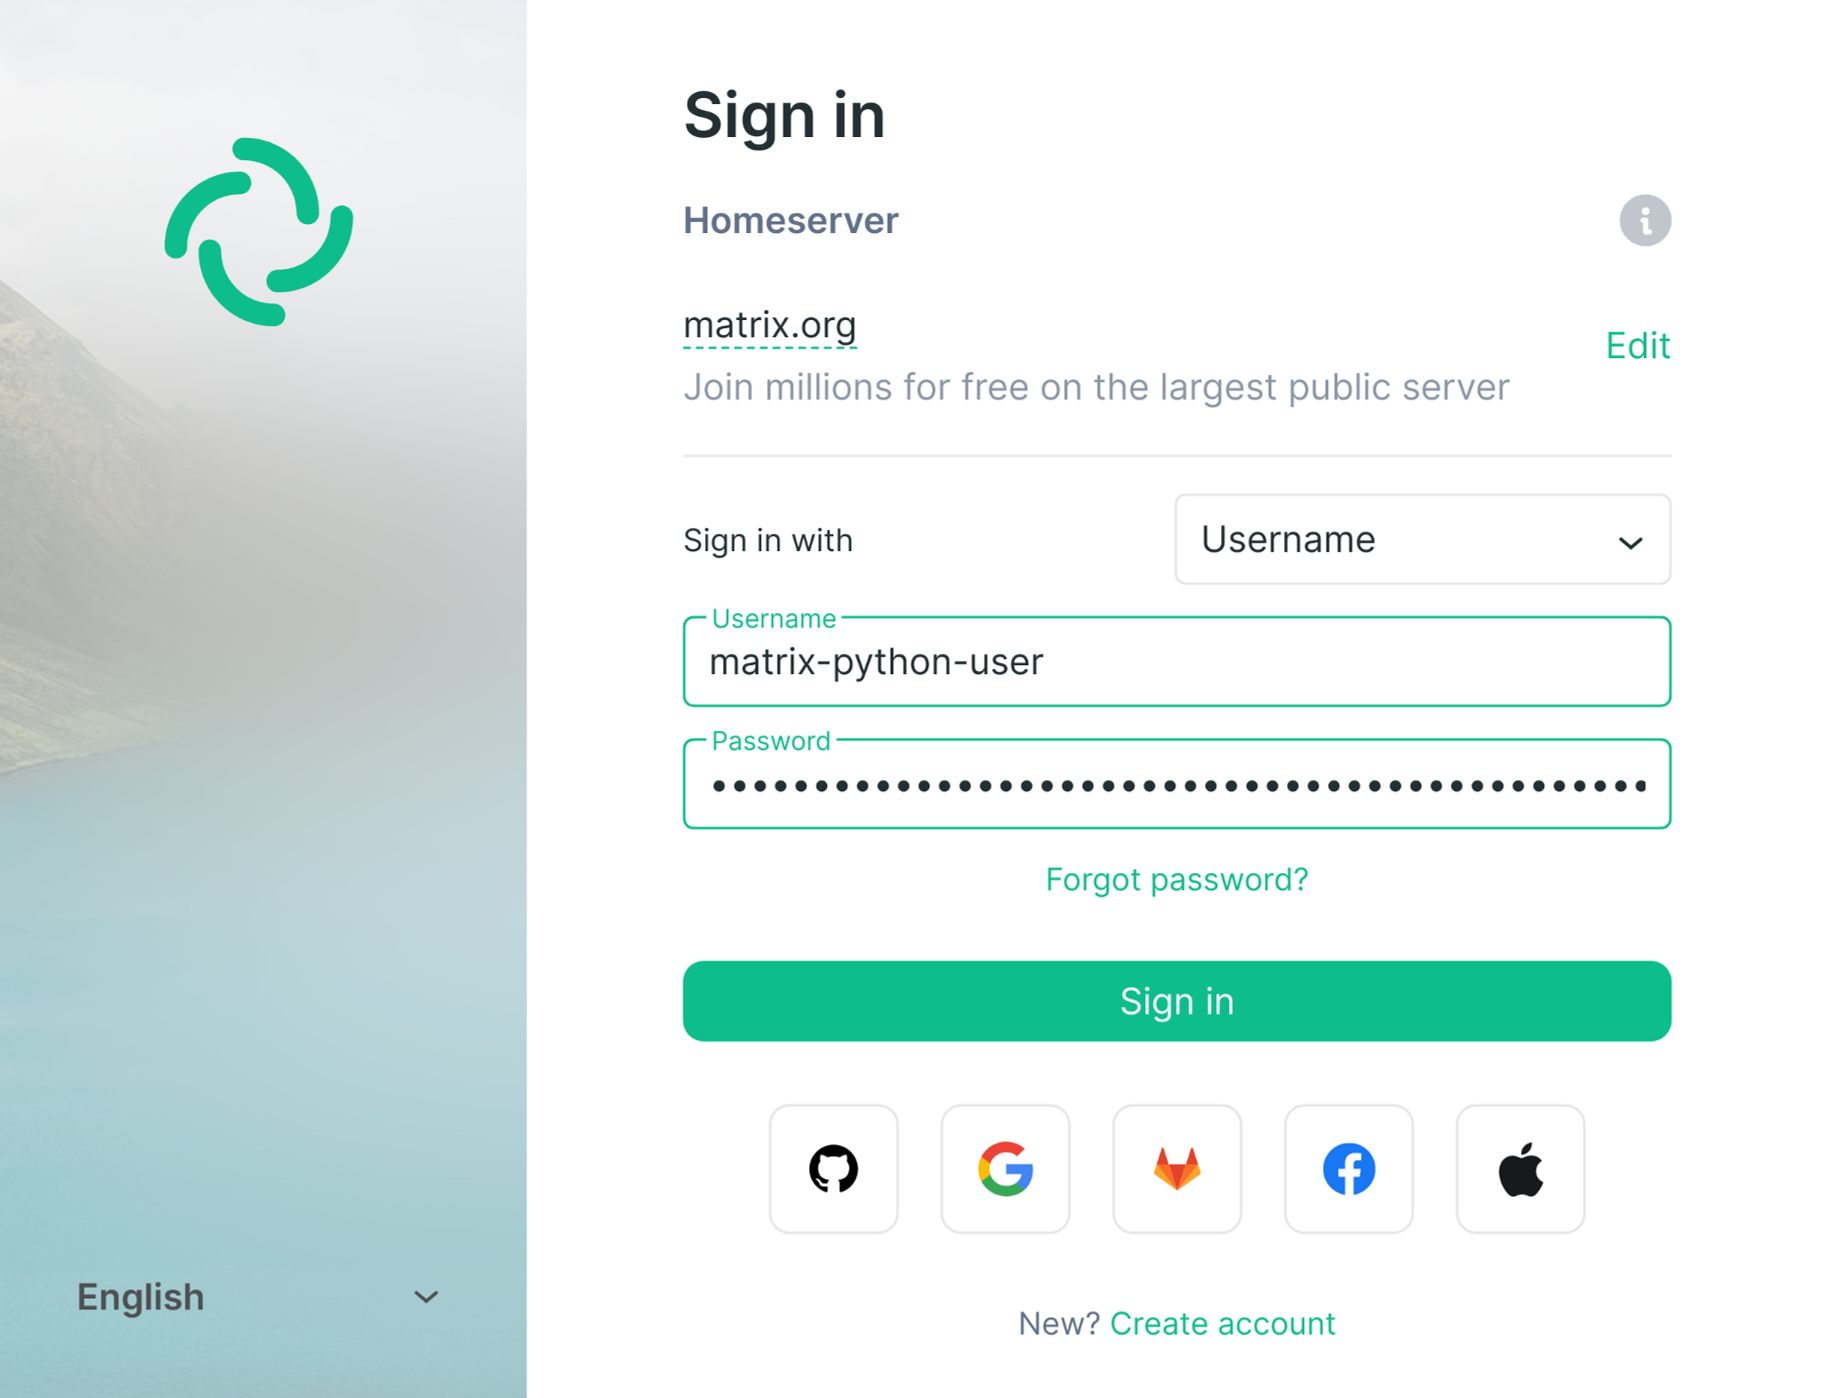 Sign in
Homeserver
matrix.org
Edit
Join millions for free on the largest public server
Sign in with
Username
Username
matrix-python-user
Password
••••••••••••••••••••••••••••••••••••••••••••••
Forgot password?
Sign in
English
New? Create account